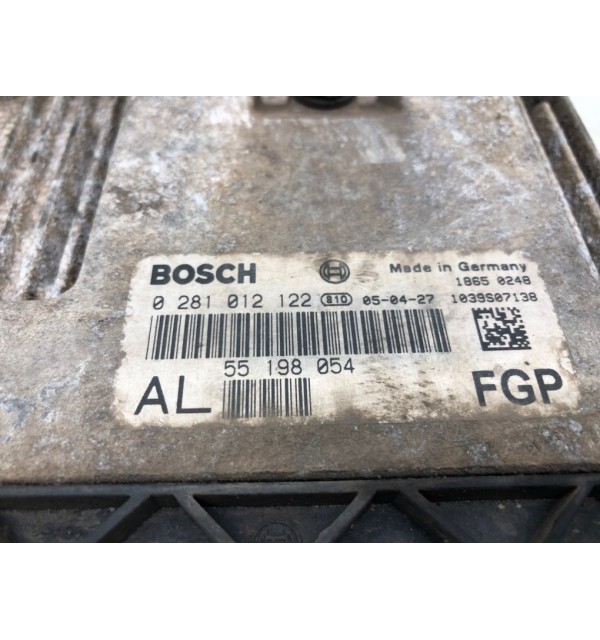 BOSCH Made in Germany
1865 0248
0 281 012 122 810 05-04-27 1039S07138
55 198 054
AL FGP